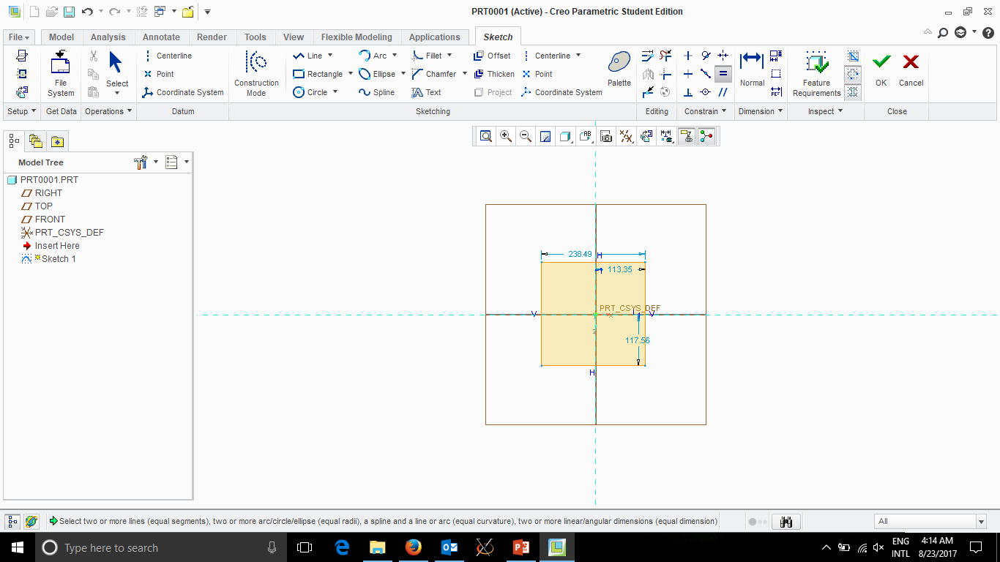 PRT0001 (Active) - Creo Parametric Student Edition
File Model Analysis Annotate Render Tools View Flexible Modeling Applications Sketch
Centerline Line Arc Fillet Offset Centerline
Point Rectangle Ellipse Chamfer Thicken Point
File System Select Construction Mode Palette Normal Feature Requirements OK Cancel
Coordinate System Circle Spline Text Project Coordinate System
Setup Get Data Operations Datum Sketching Editing Constrain Dimension Inspect Close
Model Tree
PRT0001.PRT
RIGHT
TOP
FRONT
PRT_CSYS_DEF
Insert Here
Sketch 1
238.49 H
113.35
PRT_CSYS_DEF
V V
117.56
H
Select two or more lines (equal segments), two or more arc/circle/ellipse (equal radii), a spline and a line or arc (equal curvature), two or more linear/angular dimensions (equal dimension)
All
Type here to search
ENG 4:14 AM
INTL 8/23/2017